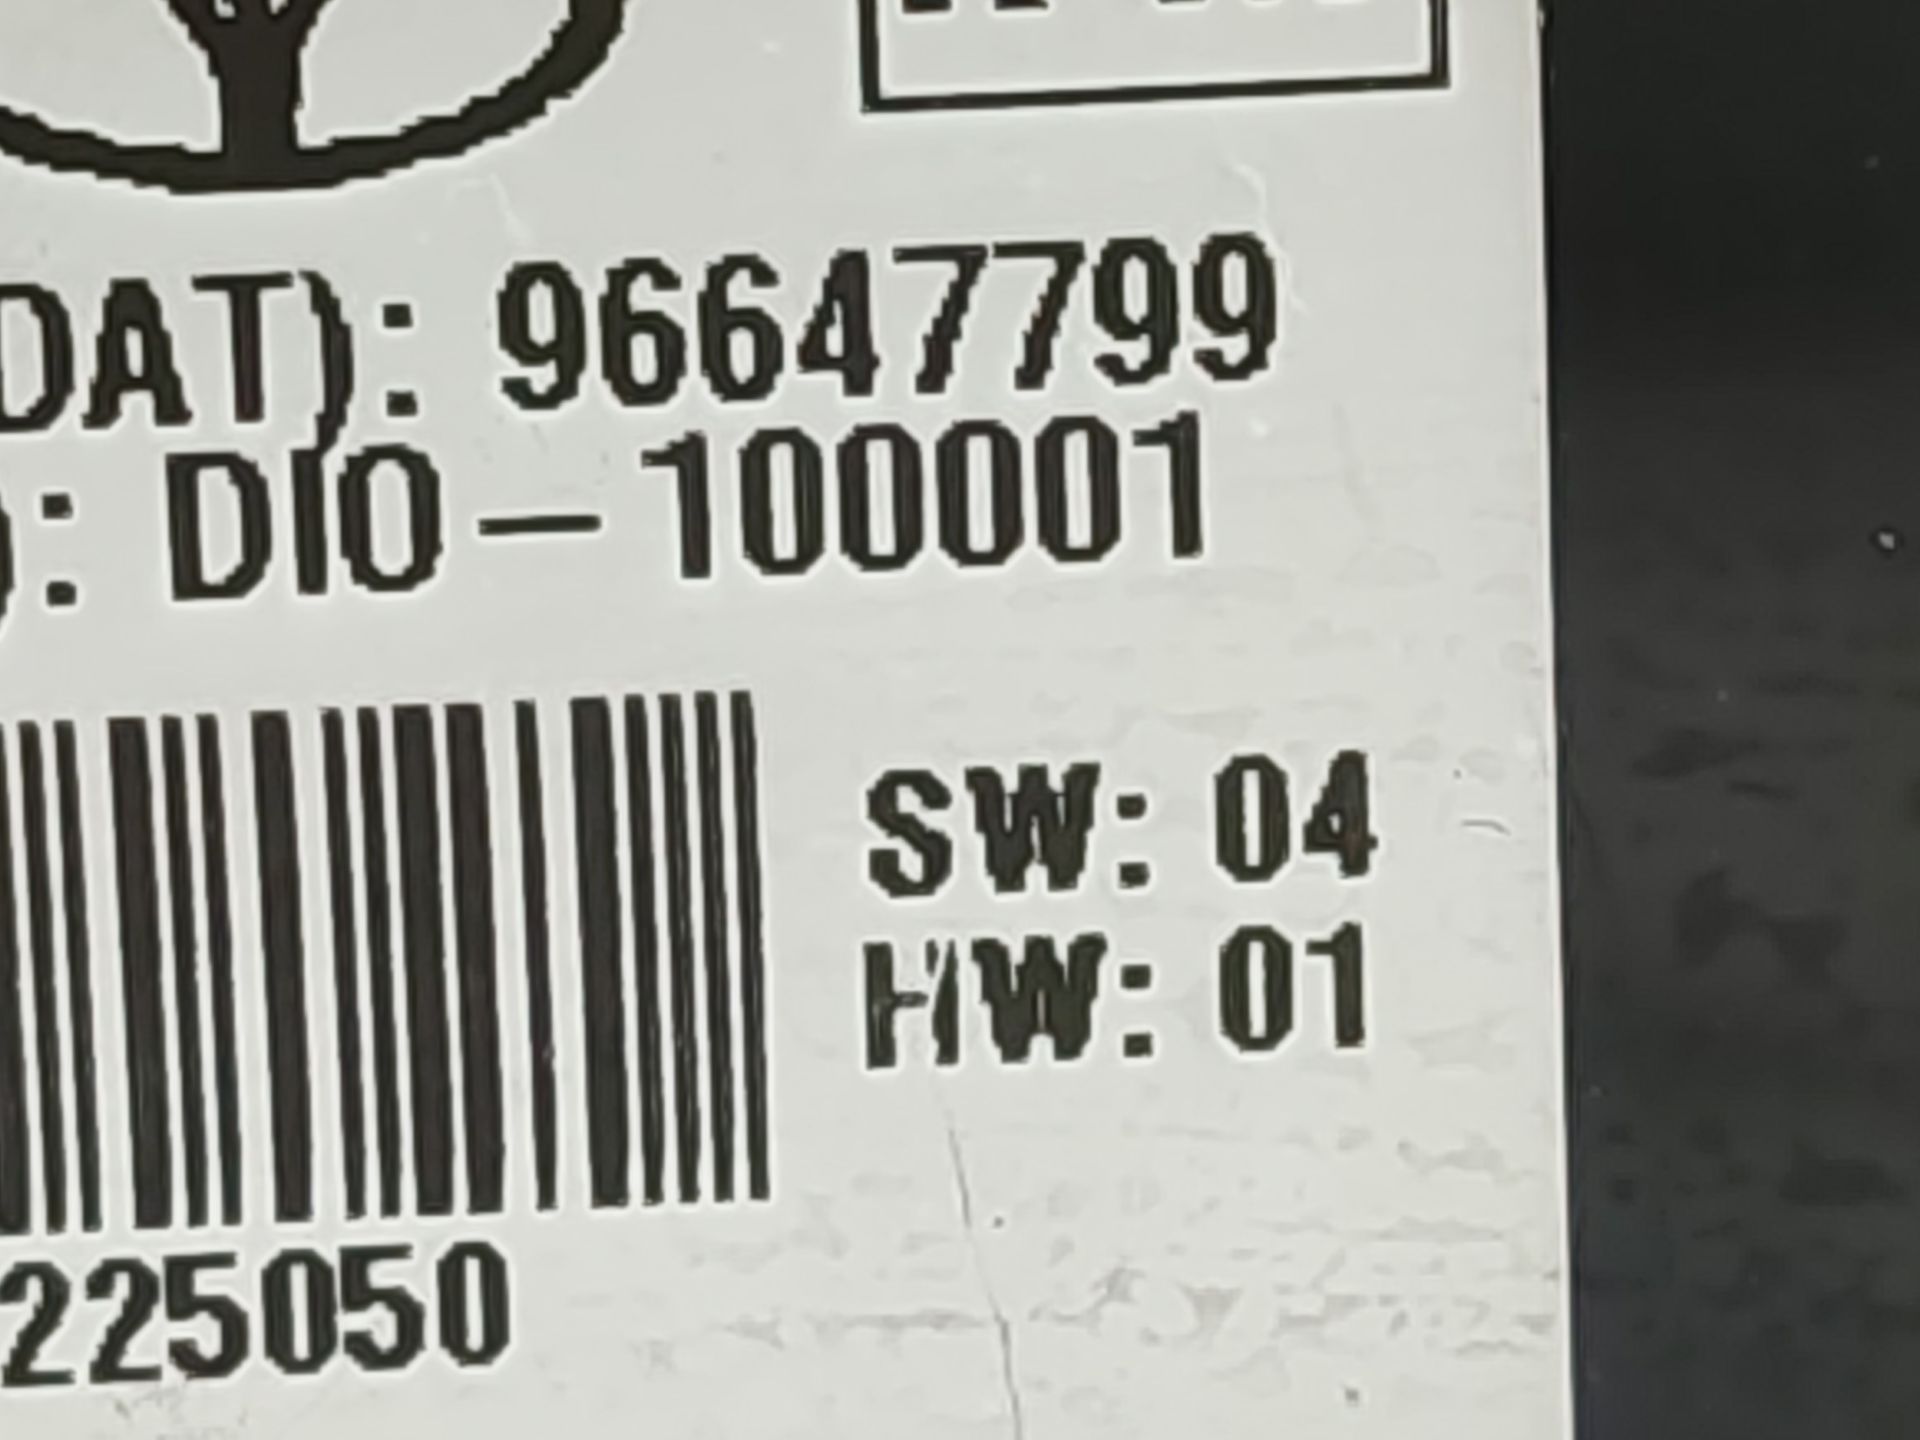 DAT): 96647799
): DIO-100001
SW: 04
HW: 01
225050